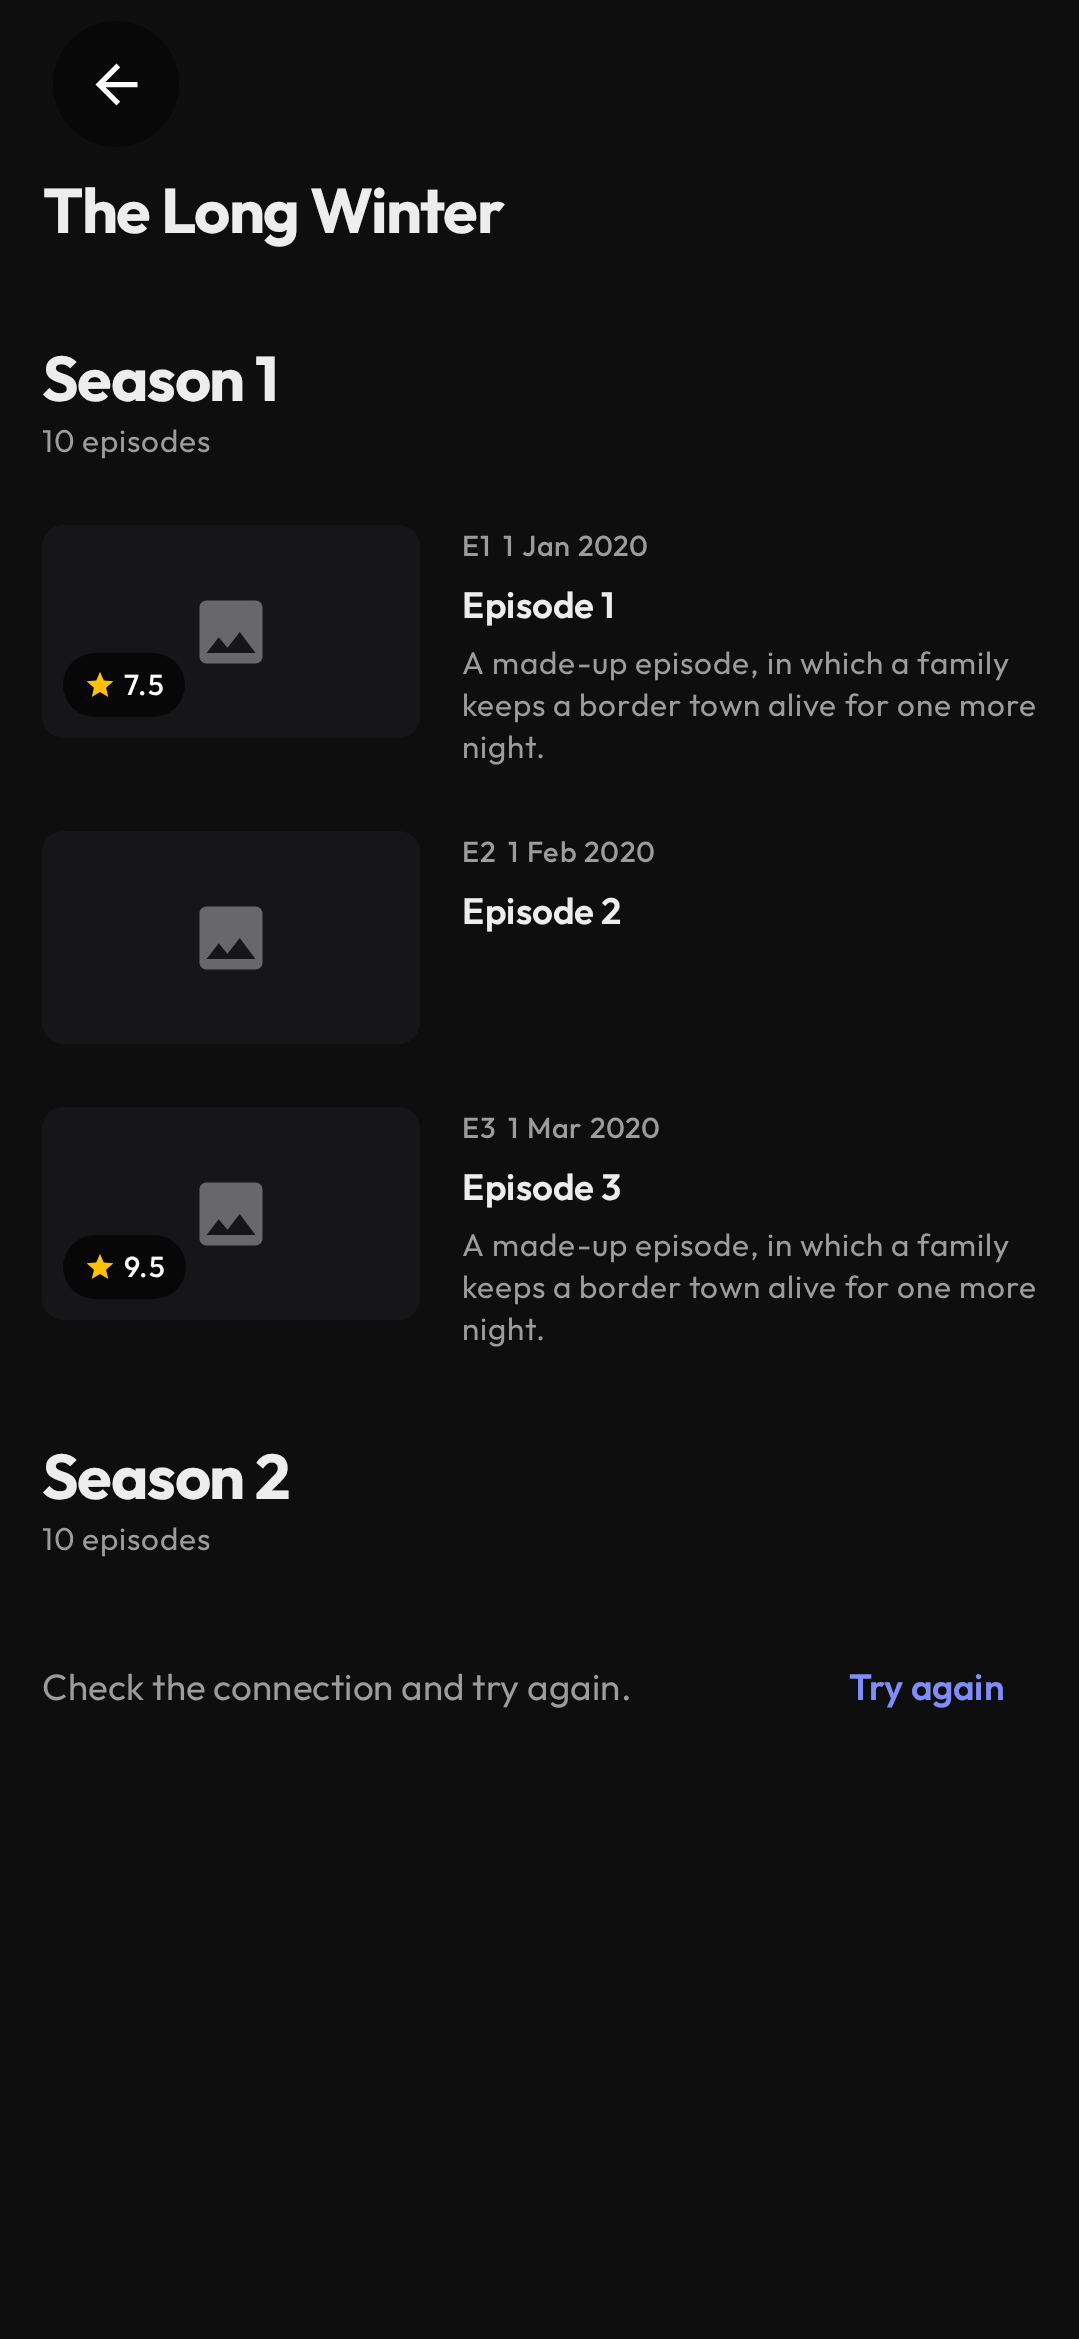 The Long Winter
Season 1
10 episodes
E1 1 Jan 2020
Episode 1
A made-up episode, in which a family
keeps a border town alive for one more
night.
7.5
E2 1 Feb 2020
Episode 2
E3 1 Mar 2020
Episode 3
A made-up episode, in which a family
keeps a border town alive for one more
night.
9.5
Season 2
10 episodes
Check the connection and try again.
Try again